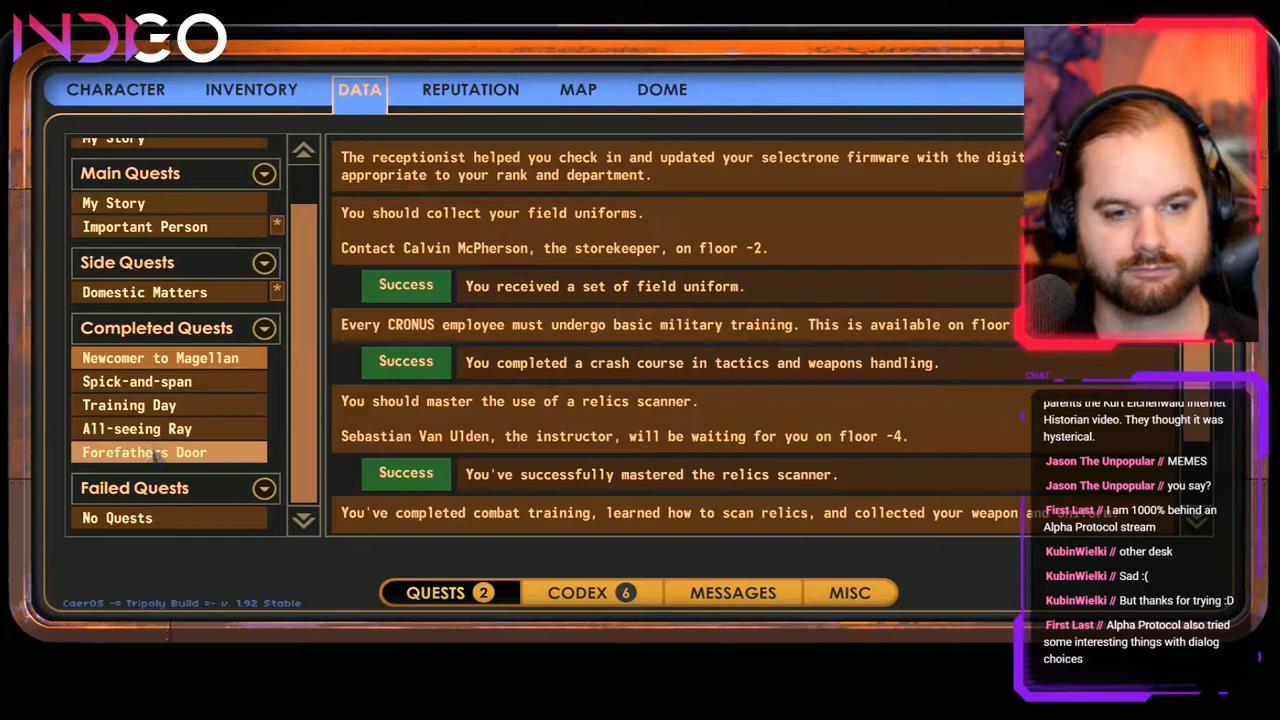 INDIGO
CHARACTER
INVENTORY
DATA
REPUTATION
MAP
DOME
My Story
Main Quests
My Story
Important Person
*
Side Quests
Domestic Matters
*
Completed Quests
Newcomer to Magellan
Spick-and-span
Training Day
All-seeing Ray
Forefathers Door
Failed Quests
No Quests
The receptionist helped you check in and updated your selectrone firmware with the digit
appropriate to your rank and department.
You should collect your field uniforms.
Contact Calvin McPherson, the storekeeper, on floor -2.
Success
You received a set of field uniform.
Every CRONUS employee must undergo basic military training. This is available on floor
Success
You completed a crash course in tactics and weapons handling.
You should master the use of a relics scanner.
Sebastian Van Ulden, the instructor, will be waiting for you on floor -4.
Success
You've successfully mastered the relics scanner.
You've completed combat training, learned how to scan relics, and collected your weapon and uniform.
QUESTS 2
CODEX 6
MESSAGES
MISC
CaerOS -= Tripoly Build =- v. 1.92 Stable
CHAT
parents the Kurt Eichenwald Internet
Historian video. They thought it was
hysterical.
Jason The Unpopular // MEMES
Jason The Unpopular // you say?
First Last // I am 1000% behind an
Alpha Protocol stream
KubinWielki // other desk
KubinWielki // Sad :(
KubinWielki // But thanks for trying :D
First Last // Alpha Protocol also tried
some interesting things with dialog
choices